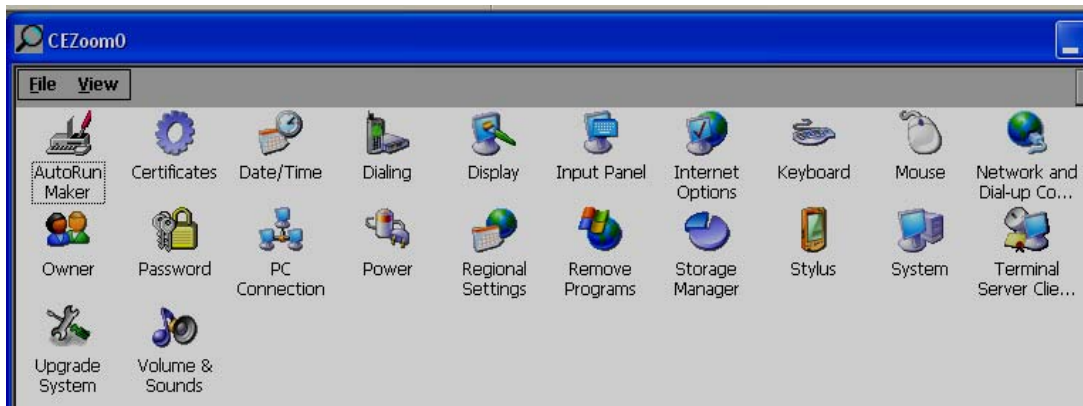 CEZoom0
File View
AutoRun Maker
Certificates
Date/Time
Dialing
Display
Input Panel
Internet Options
Keyboard
Mouse
Network and Dial-up Co...
Owner
Password
PC Connection
Power
Regional Settings
Remove Programs
Storage Manager
Stylus
System
Terminal Server Clie...
Upgrade System
Volume & Sounds